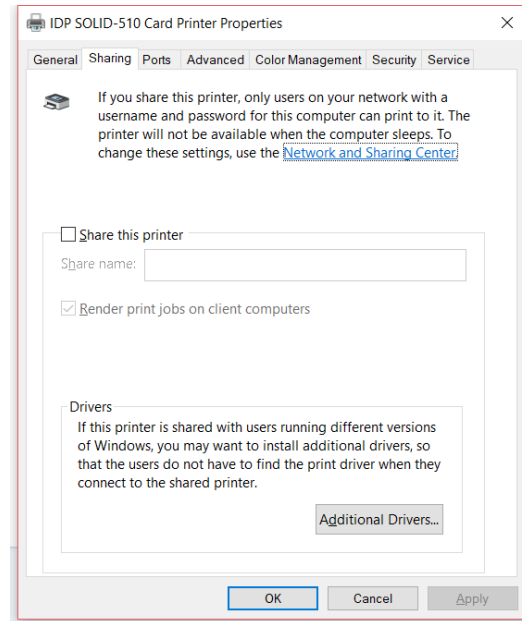 IDP SOLID-510 Card Printer Properties
General Sharing Ports Advanced Color Management Security Service
If you share this printer, only users on your network with a
username and password for this computer can print to it. The
printer will not be available when the computer sleeps. To
change these settings, use the Network and Sharing Center.
Share this printer
Share name:
Render print jobs on client computers
Drivers
If this printer is shared with users running different versions
of Windows, you may want to install additional drivers, so
that the users do not have to find the print driver when they
connect to the shared printer.
Additional Drivers...
OK Cancel Apply